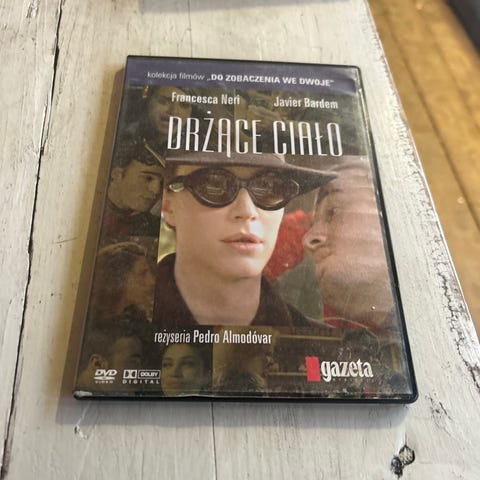 kolekcja filmów „DO ZOBACZENIA WE DWOJE”
Francesca Neri Javier Bardem
DRŻĄCE CIAŁO
reżyseria Pedro Almodóvar
DVD VIDEO DOLBY DIGITAL
gazeta